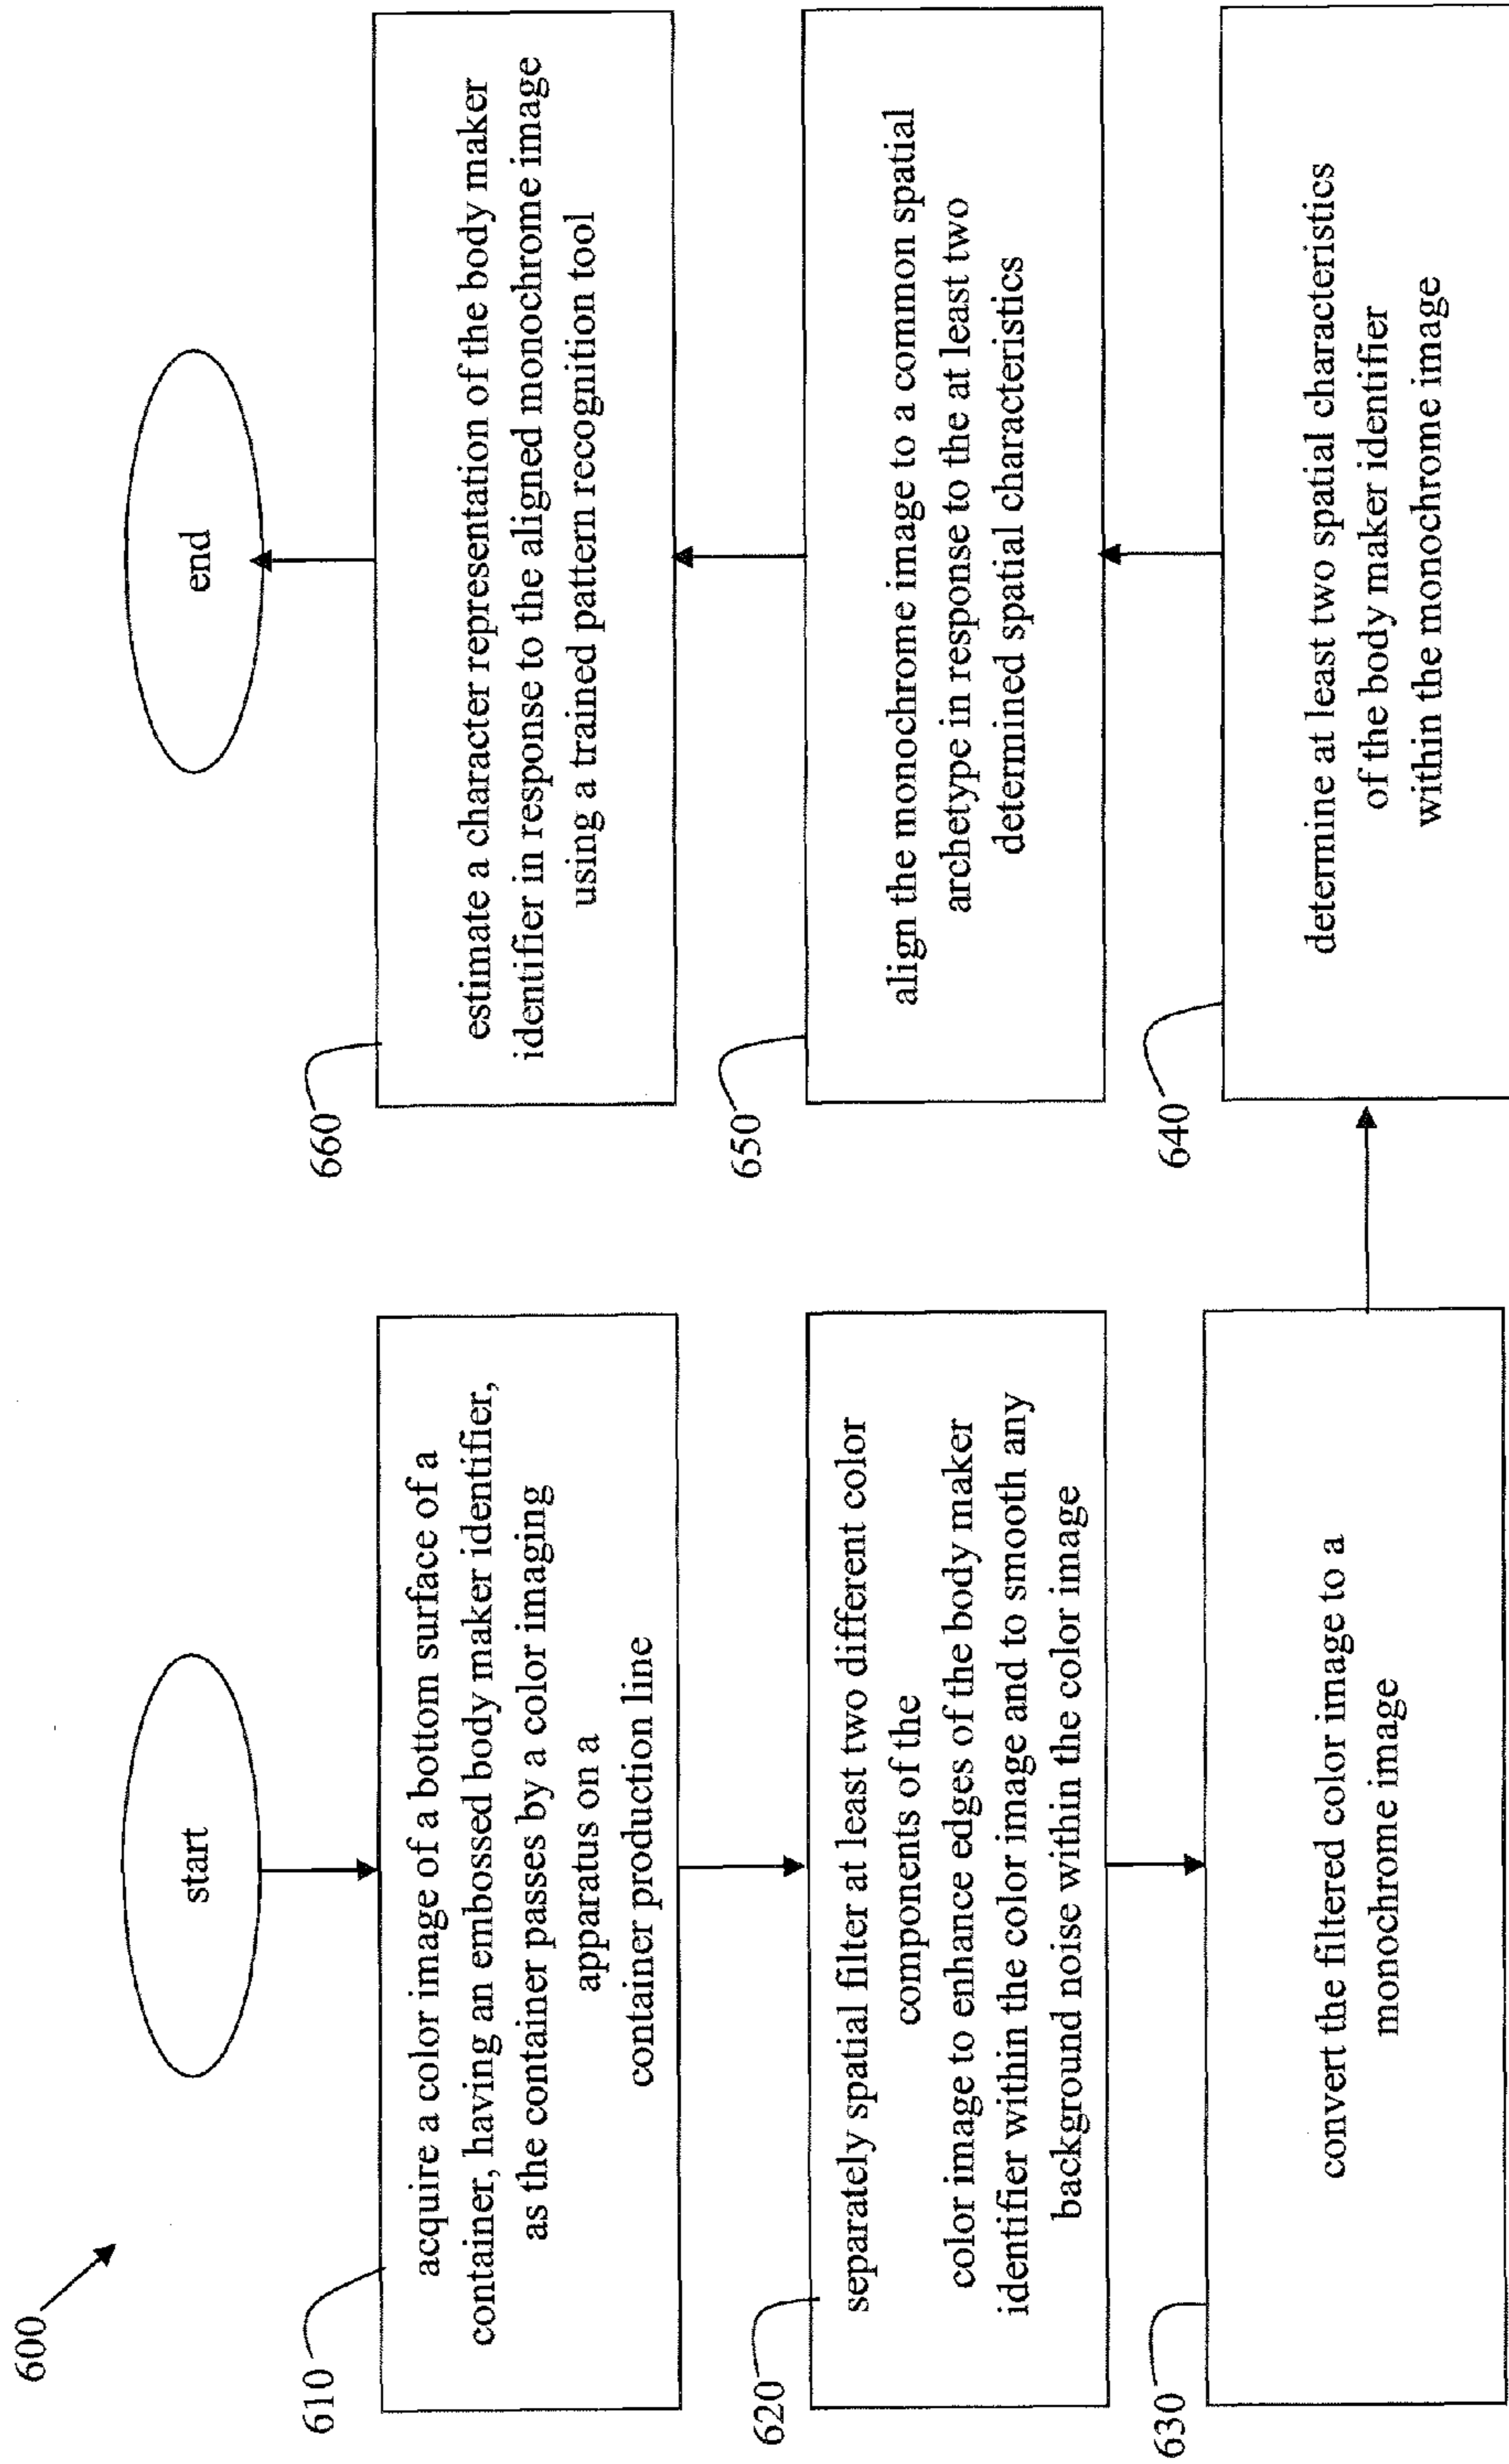 600
start
610
acquire a color image of a bottom surface of a
container, having an embossed body maker identifier,
as the container passes by a color imaging
apparatus on a
container production line
620
separately spatial filter at least two different color
components of the
color image to enhance edges of the body maker
identifier within the color image and to smooth any
background noise within the color image
630
convert the filtered color image to a
monochrome image
640
determine at least two spatial characteristics
of the body maker identifier
within the monochrome image
650
align the monochrome image to a common spatial
archetype in response to the at least two
determined spatial characteristics
660
estimate a character representation of the body maker
identifier in response to the aligned monochrome image
using a trained pattern recognition tool
end